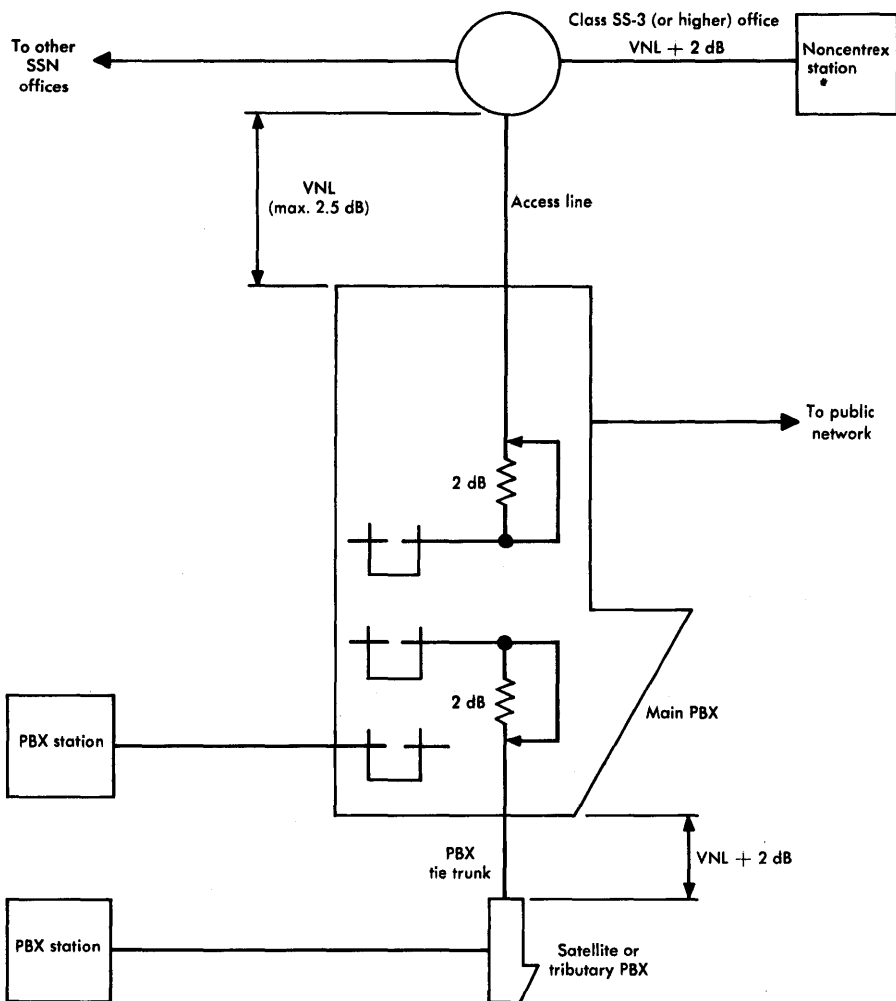 Class SS-3 (or higher) office
To other
SSN
offices
VNL + 2 dB
Noncentrex
station
*
VNL
(max. 2.5 dB)
Access line
To public
network
2 dB
2 dB
Main PBX
PBX station
PBX
tie trunk
VNL + 2 dB
PBX station
Satellite or
tributary PBX